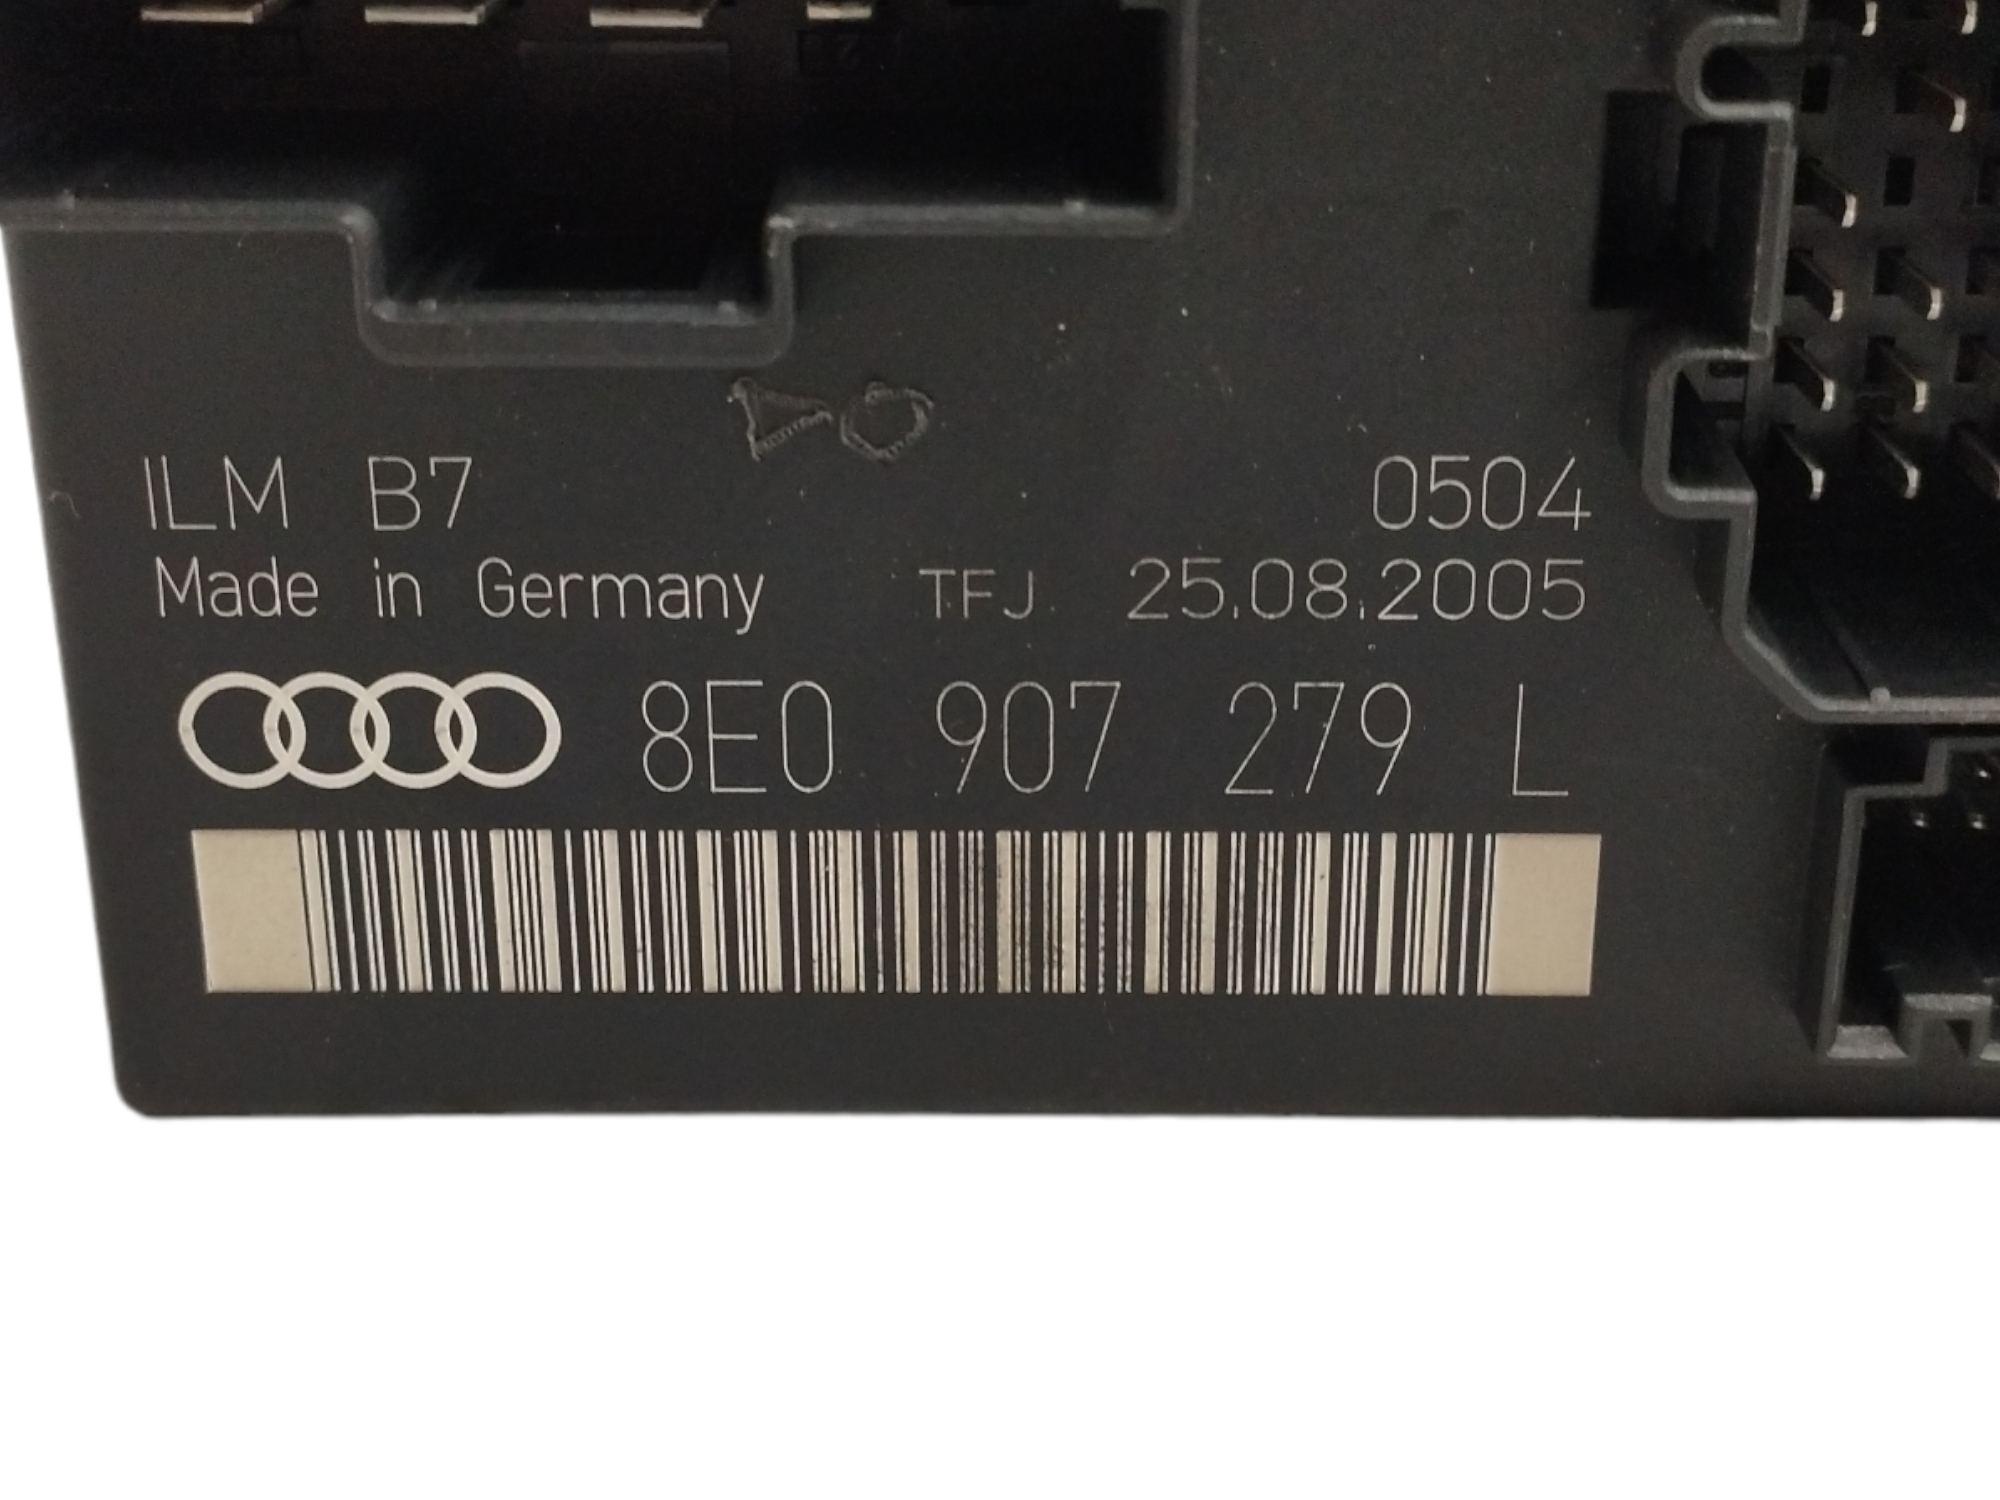 ILM B7 0504
Made in Germany TFJ 25.08.2005
8E0 907 279 L